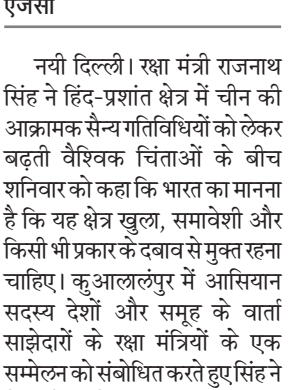 एजेंसी
नयी दिल्ली। रक्षा मंत्री राजनाथ
सिंह ने हिंद-प्रशांत क्षेत्र में चीन की
आक्रामक सैन्य गतिविधियों को लेकर
बढ़ती वैश्विक चिंताओं के बीच
शनिवार को कहा कि भारत का मानना
है कि यह क्षेत्र खुला, समावेशी और
किसी भी प्रकार के दबाव से मुक्त रहना
चाहिए। कुआलालंपुर में आसियान
सदस्य देशों और समूह के वार्ता
साझेदारों के रक्षा मंत्रियों के एक
सम्मेलन को संबोधित करते हुए सिंह ने